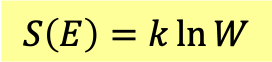 S(E) = k ln W